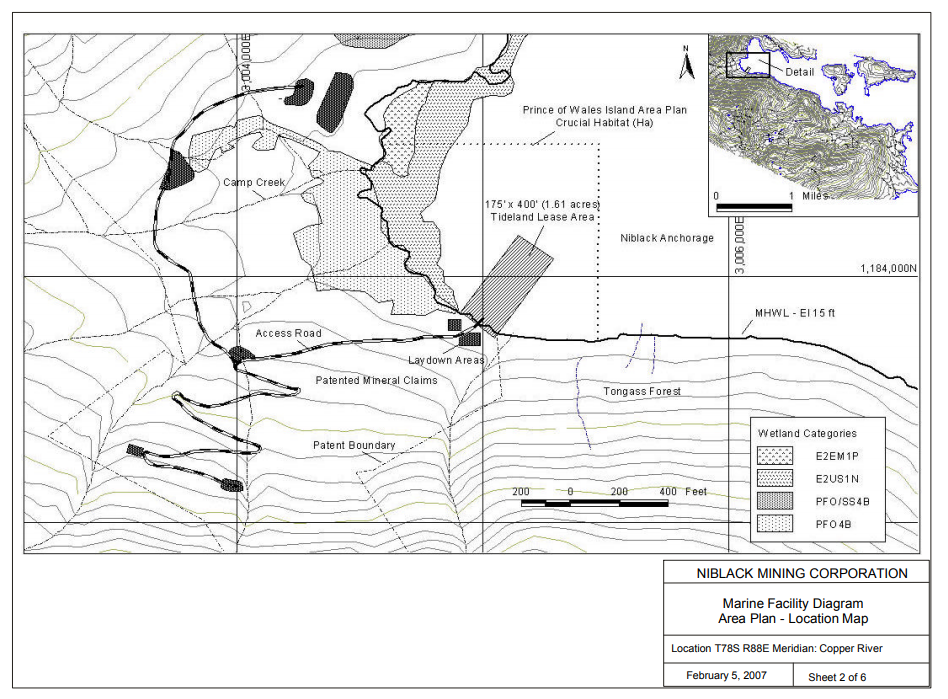 3,004,000E
N
Detail
Prince of Wales Island Area Plan
Crucial Habitat (Ha)
0 1 Miles
Camp Creek
175' x 400' (1.61 acres)
Tideland Lease Area
Niblack Anchorage
3,006,000E
1,184,000N
MHWL - El 15 ft
Access Road
Laydown Areas
Patented Mineral Claims
Tongass Forest
Patent Boundary
Wetland Categories
E2EM1P
E2US1N
PFO/SS4B
PFO4B
200 0 200 400 Feet
NIBLACK MINING CORPORATION
Marine Facility Diagram
Area Plan - Location Map
Location T78S R88E Meridian: Copper River
February 5, 2007
Sheet 2 of 6